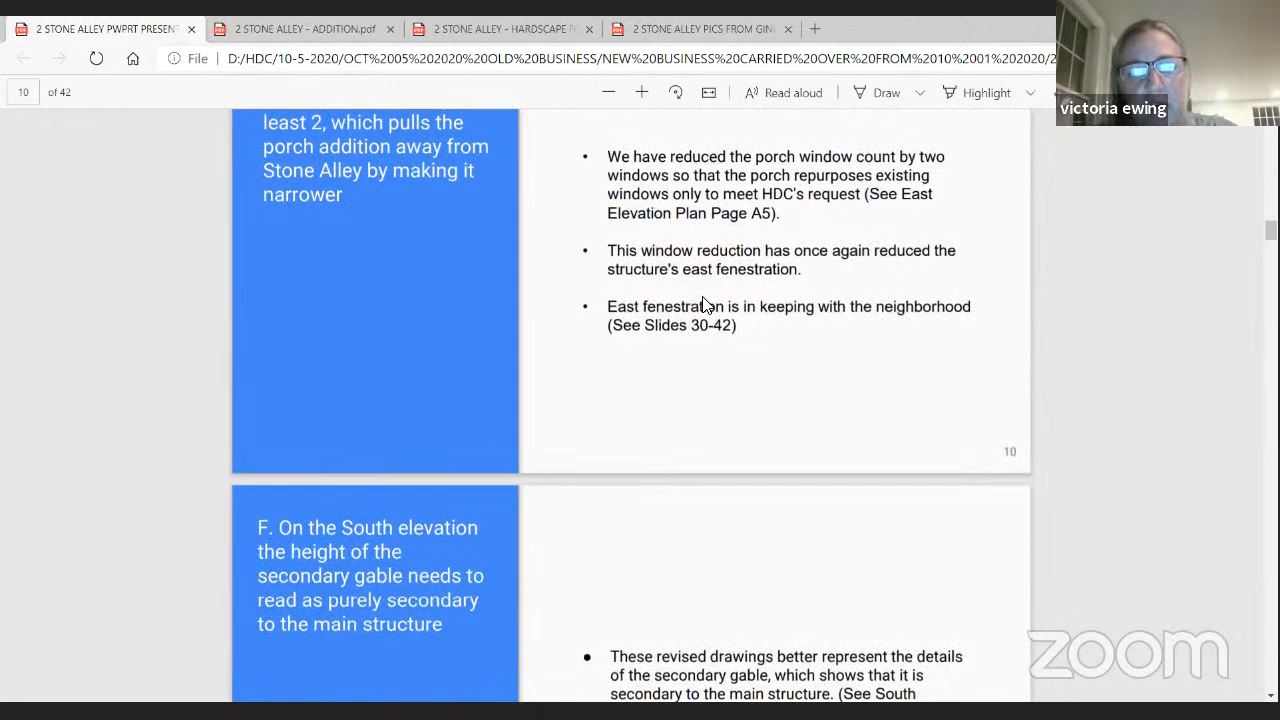 2 STONE ALLEY PWPRT PRESENT
2 STONE ALLEY - ADDITION.pdf
2 STONE ALLEY - HARDSCAPE F
2 STONE ALLEY PICS FROM GIN
File
D:/HDC/10-5-2020/OCT%2005%202020%20OLD%20BUSINESS/NEW%20BUSINESS%20CARRIED%20OVER%20FROM%2010%2001%202020/2
victoria ewing
10 of 42
Read aloud
Draw
Highlight
least 2, which pulls the
porch addition away from
Stone Alley by making it
narrower
• We have reduced the porch window count by two
windows so that the porch repurposes existing
windows only to meet HDC's request (See East
Elevation Plan Page A5).
• This window reduction has once again reduced the
structure's east fenestration.
• East fenestration is in keeping with the neighborhood
(See Slides 30-42)
10
F. On the South elevation
the height of the
secondary gable needs to
read as purely secondary
to the main structure
• These revised drawings better represent the details
of the secondary gable, which shows that it is
secondary to the main structure. (See South
zoom